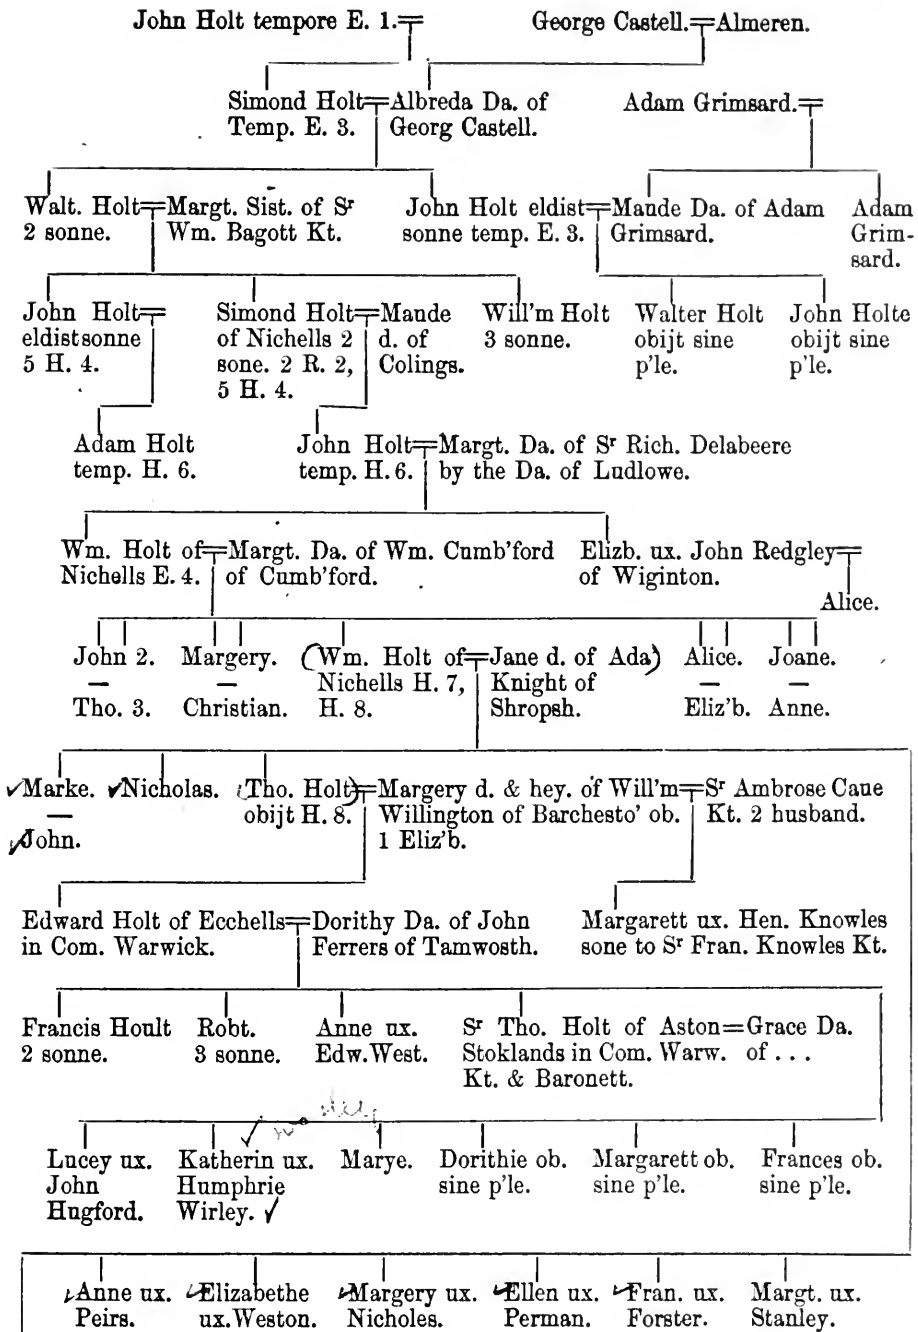 John Holt tempore E. 1. George Castell. Almeren.
Simond Holt Albreda Da. of Adam Grimsard.
Temp. E. 3. Georg Castell.
Walt. Holt Margt. Sist. of Sʳ John Holt eldist Maude Da. of Adam Adam
2 sonne. Wm. Bagott Kt. sonne temp. E. 3. Grimsard. Grim-
sard.
John Holt Simond Holt Maude Will'm Holt Walter Holt John Holte
eldist sonne of Nichells 2 d. of 3 sonne. obijt sine obijt sine
5 H. 4. sone. 2 R. 2, Colings. p'le. p'le.
5 H. 4.
Adam Holt John Holt Margt. Da. of Sʳ Rich. Delabeere
temp. H. 6. temp. H. 6. by the Da. of Ludlowe.
Wm. Holt of Margt. Da. of Wm. Cumb'ford Elizb. ux. John Redgley
Nichells E. 4. of Cumb'ford. of Wiginton.
Alice.
John 2. Margery. (Wm. Holt of Jane d. of Ada) Alice. Joane.
— — Nichells H. 7, Knight of — —
Tho. 3. Christian. H. 8. Shropsh. Eliz'b. Anne.
Marke. Nicholas. (Tho. Holt) Margery d. & hey. of Will'm Sʳ Ambrose Caue
— obijt H. 8. Willington of Barchesto' ob. Kt. 2 husband.
John. 1 Eliz'b.
Edward Holt of Ecchells Dorithy Da. of John Margarett ux. Hen. Knowles
in Com. Warwick. Ferrers of Tamwosth. sone to Sʳ Fran. Knowles Kt.
Francis Hoult Robt. Anne ux. Sʳ Tho. Holt of Aston=Grace Da.
2 sonne. 3 sonne. Edw. West. Stoklands in Com. Warw. of . . .
Kt. & Baronett.
Lucey ux. Katherin ux. Marye. Dorithie ob. Margarett ob. Frances ob.
John Humphrie sine p'le. sine p'le. sine p'le.
Hugford. Wirley.
Anne ux. Elizabethe Margery ux. Ellen ux. Fran. ux. Margt. ux.
Peirs. ux. Weston. Nicholes. Perman. Forster. Stanley.